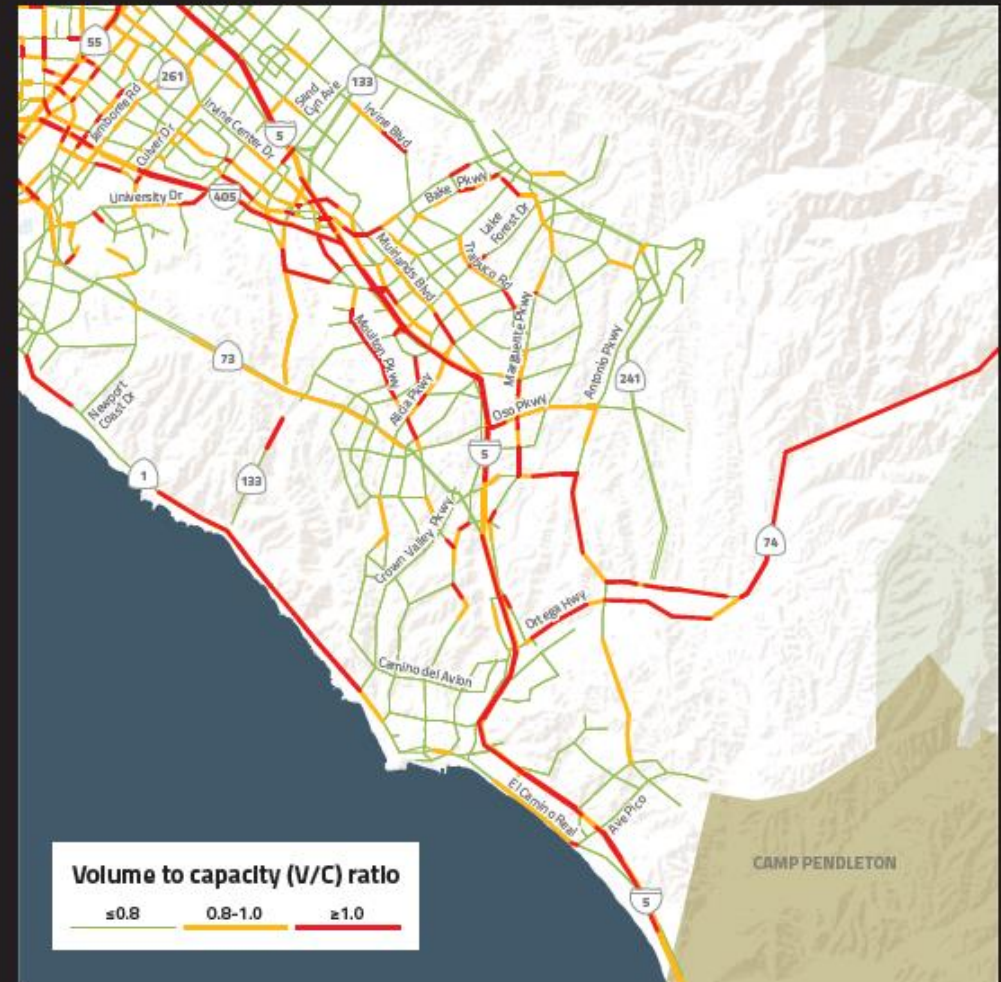 55
261
133
Sand
Cyn Ave
Jamboree Rd
Culver Dr
Irvine Center Dr
5
Irvine Blvd
University Dr
405
Bake Pkwy
Lake
Forest Dr
Muirlands Blvd
Trabuco Rd
Moulton Pkwy
Marguerite Pkwy
Antonio Pkwy
73
Alicia Pkwy
Oso Pkwy
241
Newport
Coast Dr
1
133
5
74
Crown Valley Pkwy
Ortega Hwy
Camino del Avion
El Camino Real
Ave Pico
CAMP PENDLETON
5
Volume to capacity (V/C) ratio
≤0.8 0.8-1.0 ≥1.0